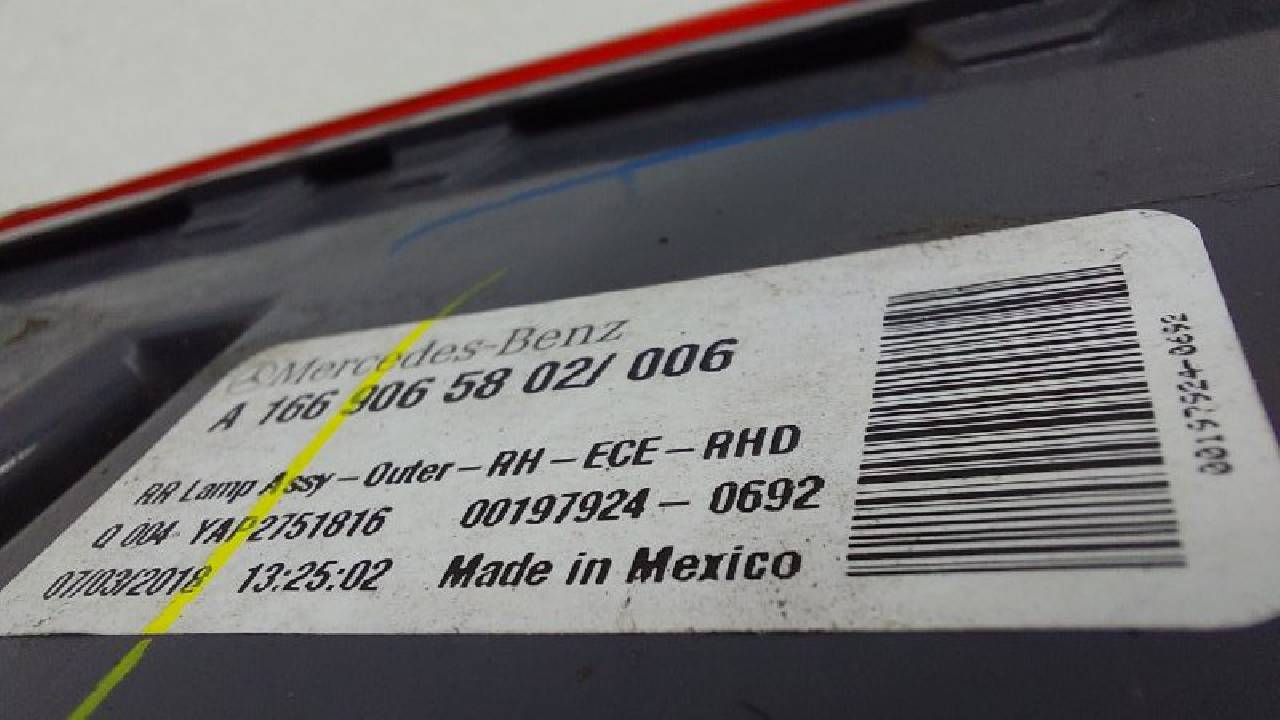 Mercedes-Benz
A 166 906 58 02/ 006
RR Lamp Assy-Outer-RH-ECE-RHD
Q 004 YAP2751816 00197924-0692
07/03/2018 13:25:02 Made in Mexico
00197924-0692